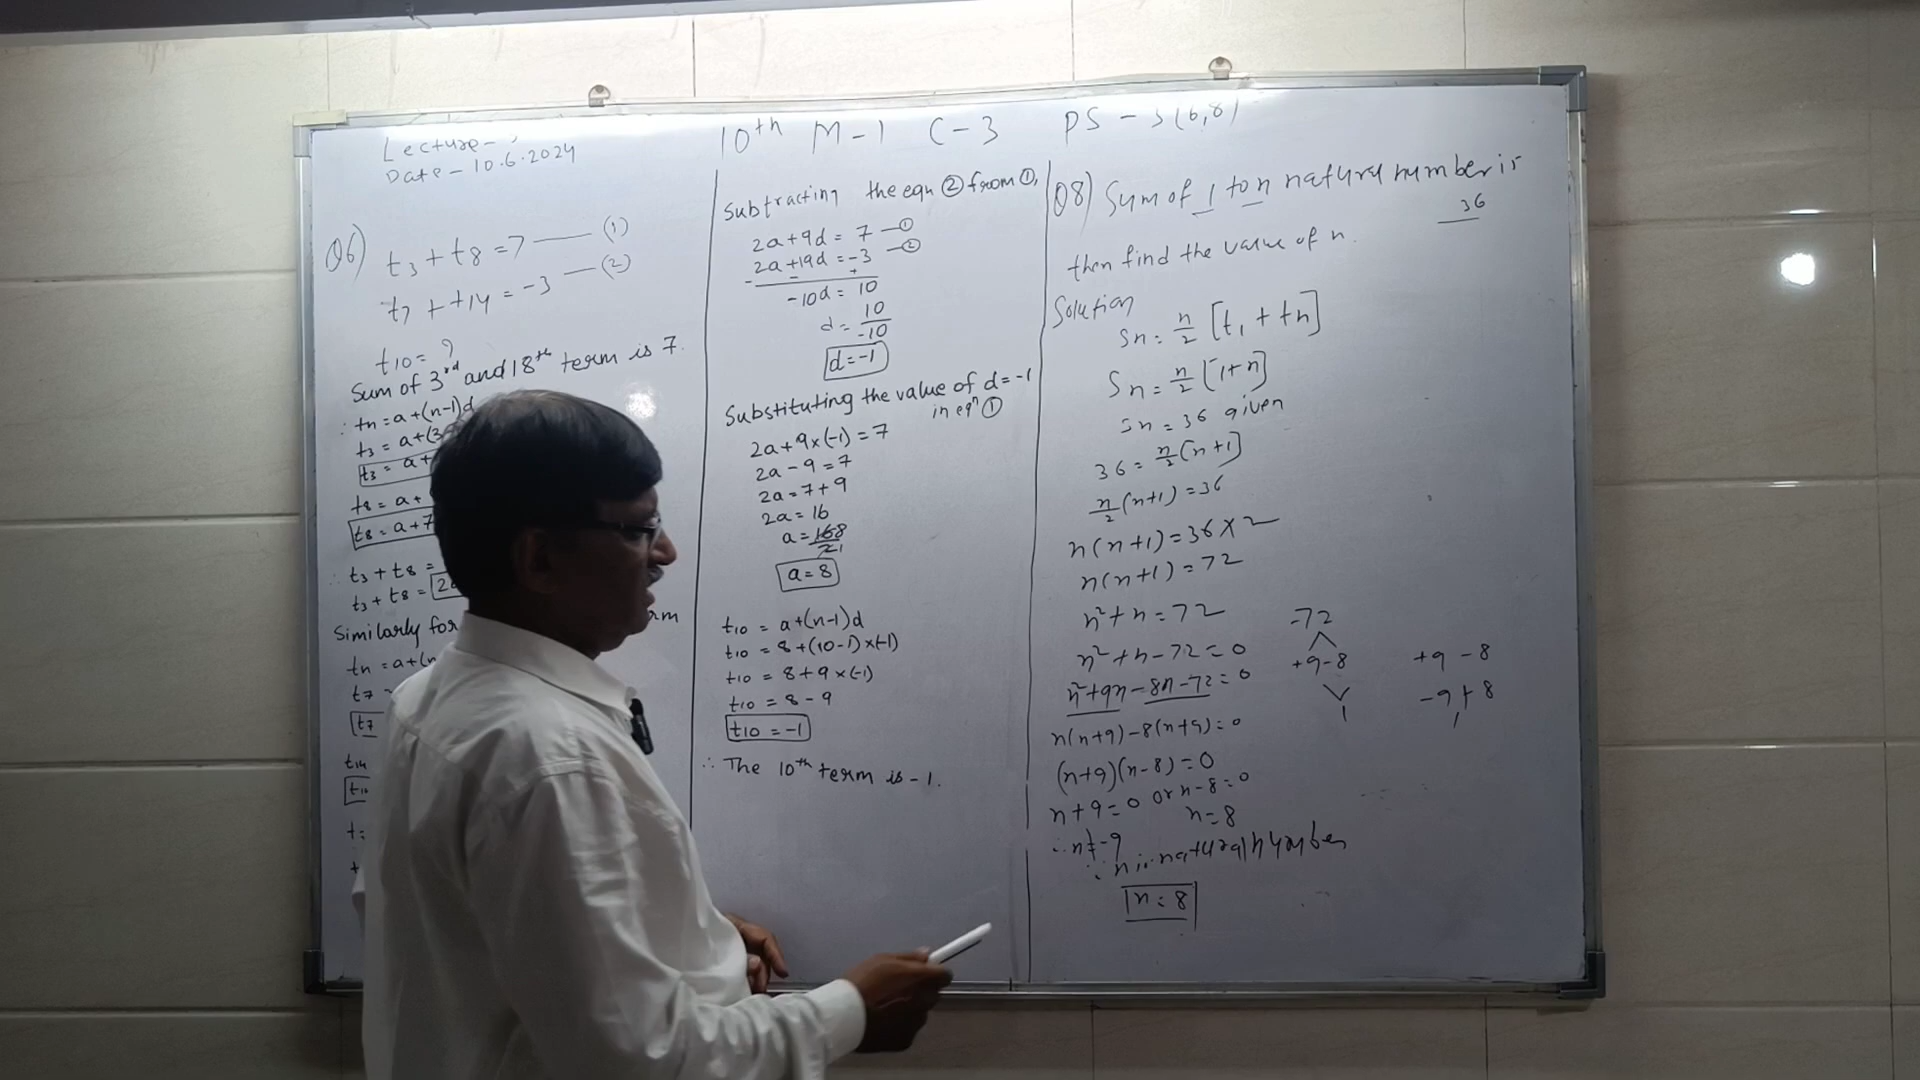 Lecture -
Date - 10.6.2024
10th M-1 C-3 PS - 3(6,8)
Q6) t3 + t8 = 7 —— (1)
t7 + t14 = -3 — (2)
t10 = ?
Sum of 3rd and 18th term is 7.
∴ tn = a+(n-1)d
t3 = a+(3
t3 = a+
t8 = a+
t8 = a+7
∴ t3 + t8 =
t3 + t8 = 2a
Similarly for rm
tn = a+(n
t7
t7
t14
t=
Subtracting the eqn ② from ①,
2a+9d = 7 —①
2a+19d = -3 —②
- - +
-10d = 10
d = 10/-10
d = -1
Substituting the value of d = -1
in eqn ①
2a+9×(-1) = 7
2a - 9 = 7
2a = 7+9
2a = 16
a = 16 8/2 1
a = 8
t10 = a+(n-1)d
t10 = 8+(10-1)×(-1)
t10 = 8+9×(-1)
t10 = 8 - 9
t10 = -1
∴ The 10th term is -1.
Q8) Sum of 1 to n natural number is
36
then find the value of n.
Solution
Sn = n/2 [t1 + tn]
Sn = n/2 [1+n]
Sn = 36 given
36 = n/2 (n+1)
n/2 (n+1) = 36
n(n+1) = 36×2
n(n+1) = 72
n²+n = 72
n²+n-72 = 0
n²+9n-8n-72 = 0
n(n+9)-8(n+9) = 0
(n+9)(n-8) = 0
n+9 = 0 or n-8 = 0
n = 8
∴ n ≠ -9
∵ n is natural number
n = 8
-72
+9-8
1
+9 -8
-9+8